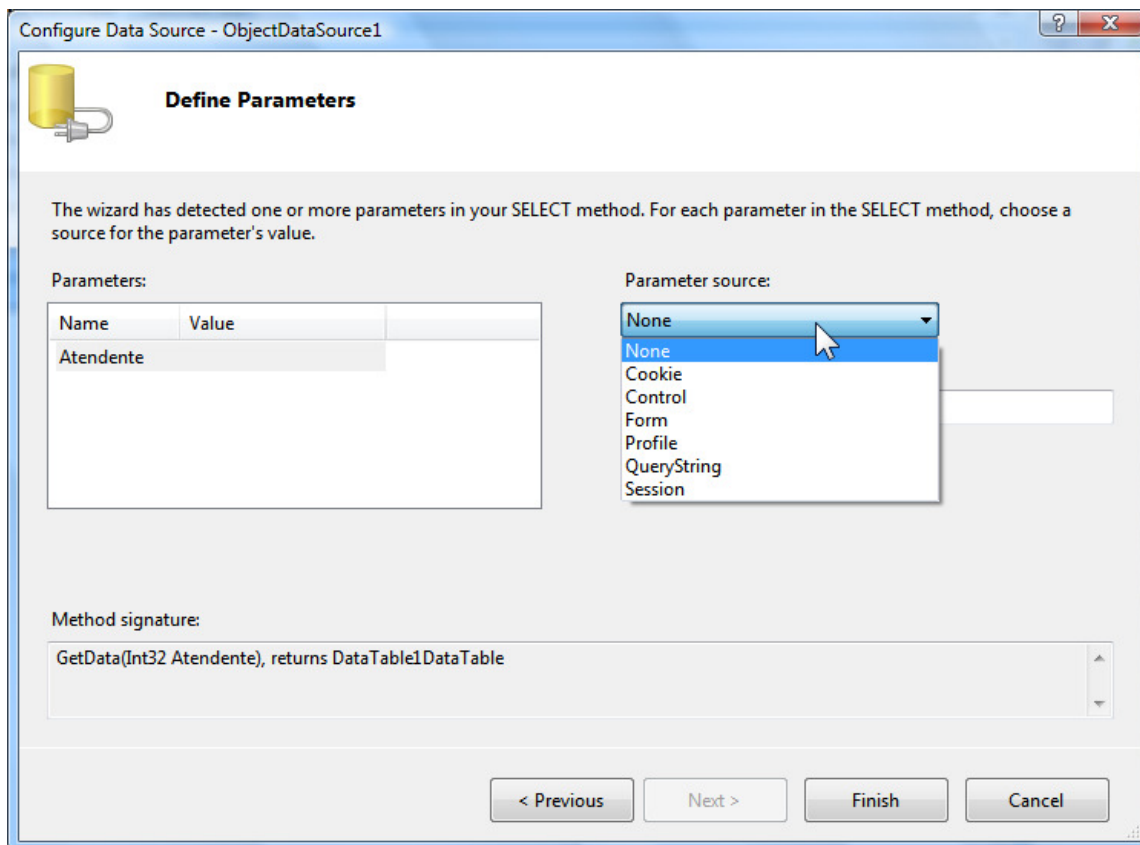 Configure Data Source - ObjectDataSource1
Define Parameters
The wizard has detected one or more parameters in your SELECT method. For each parameter in the SELECT method, choose a
source for the parameter's value.
Parameters:
Name Value
Atendente
Parameter source:
None
None
Cookie
Control
Form
Profile
QueryString
Session
Method signature:
GetData(Int32 Atendente), returns DataTable1DataTable
< Previous
Next >
Finish
Cancel